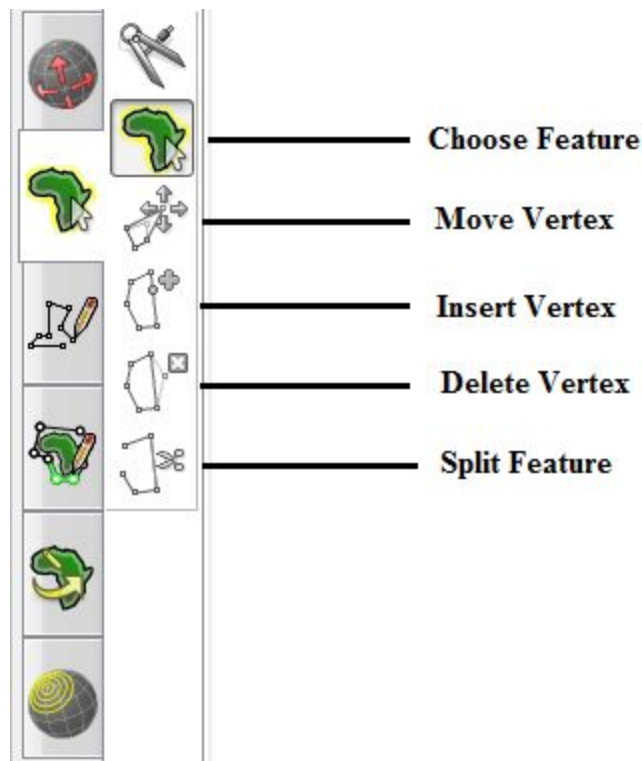 Choose Feature
Move Vertex
Insert Vertex
Delete Vertex
Split Feature